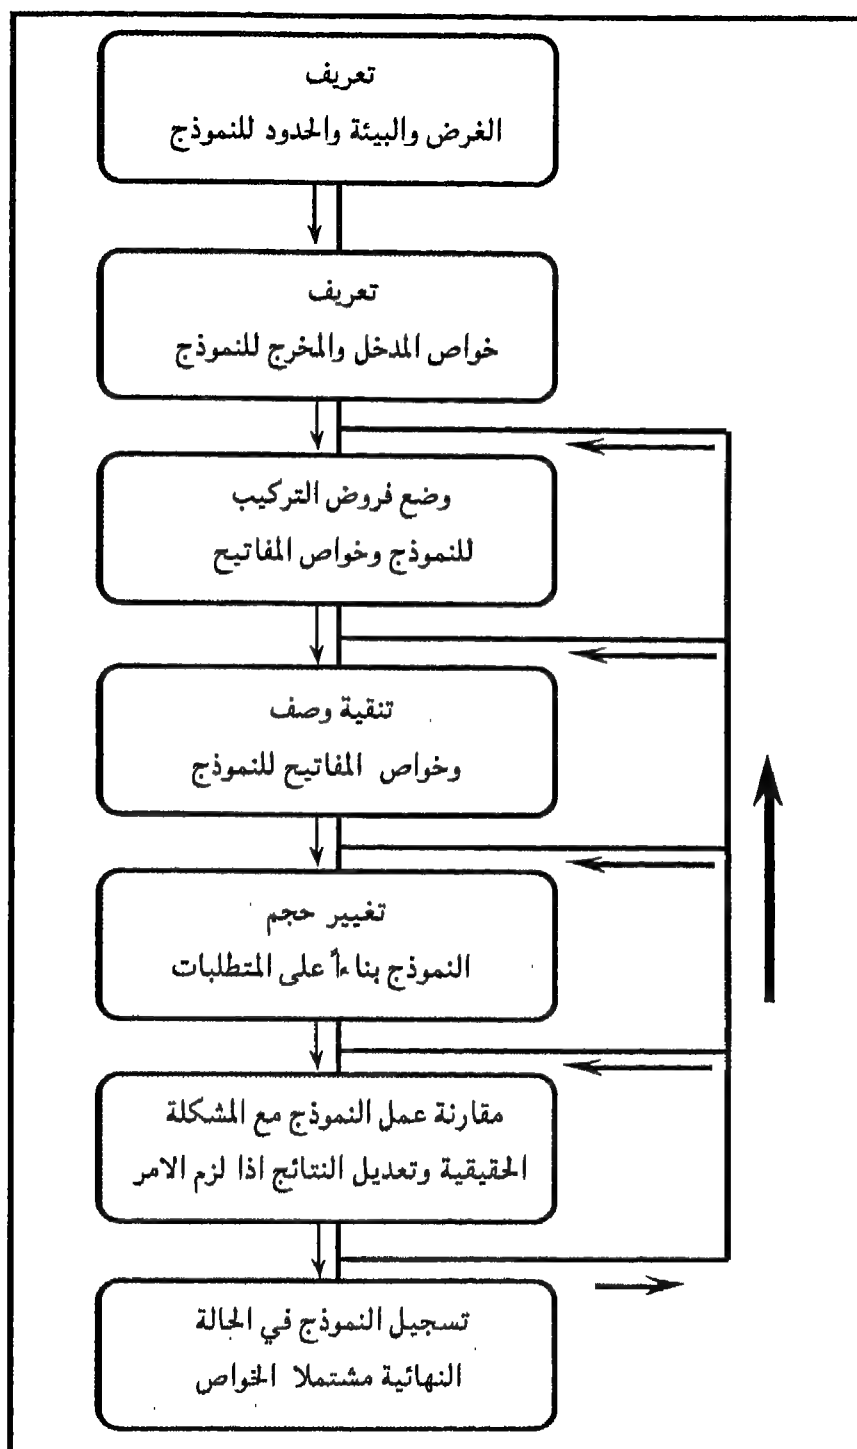 تعريف
الغرض والبيئة والحدود للنموذج
تعريف
خواص المدخل والمخرج للنموذج
وضع فروض التركيب
للنموذج وخواص المفاتيح
تنقية وصف
وخواص المفاتيح للنموذج
تغيير حجم
النموذج بناءاً على المتطلبات
مقارنة عمل النموذج مع المشكلة
الحقيقية وتعديل النتائج اذا لزم الامر
تسجيل النموذج في الحالة
النهائية مشتملا الخواص